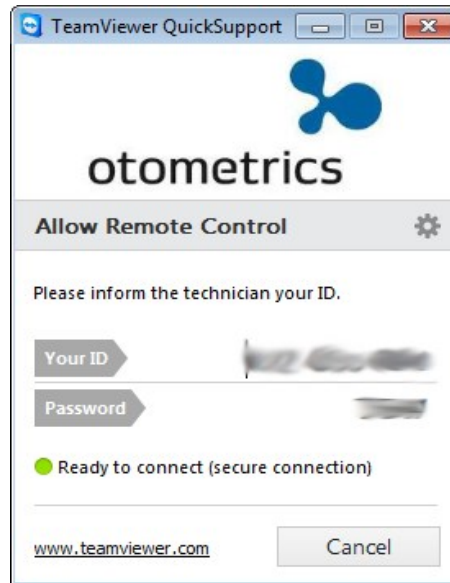 TeamViewer QuickSupport
otometrics
Allow Remote Control
Please inform the technician your ID.
Your ID
Password
Ready to connect (secure connection)
www.teamviewer.com Cancel